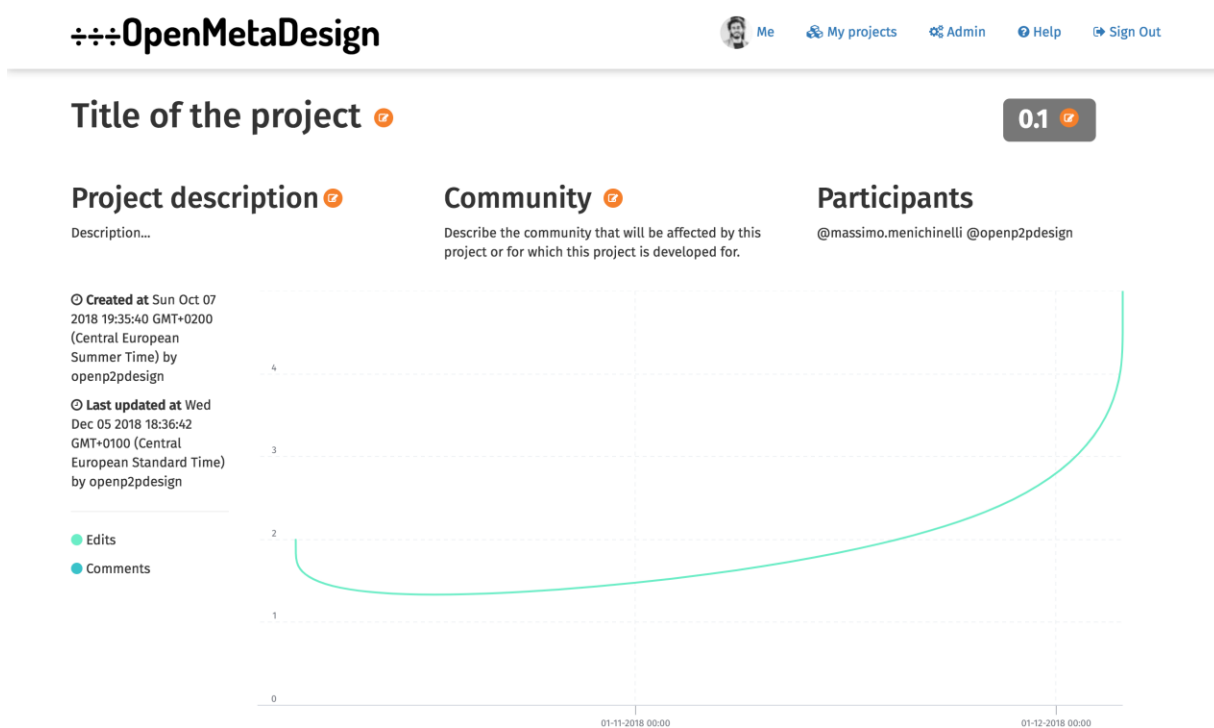 ÷÷÷OpenMetaDesign
Me
My projects
Admin
Help
Sign Out
Title of the project
0.1
Project description
Description...
Community
Describe the community that will be affected by this
project or for which this project is developed for.
Participants
@massimo.menichinelli @openp2pdesign
Created at Sun Oct 07
2018 19:35:40 GMT+0200
(Central European
Summer Time) by
openp2pdesign
Last updated at Wed
Dec 05 2018 18:36:42
GMT+0100 (Central
European Standard Time)
by openp2pdesign
Edits
Comments
4
3
2
1
0
01-11-2018 00:00
01-12-2018 00:00